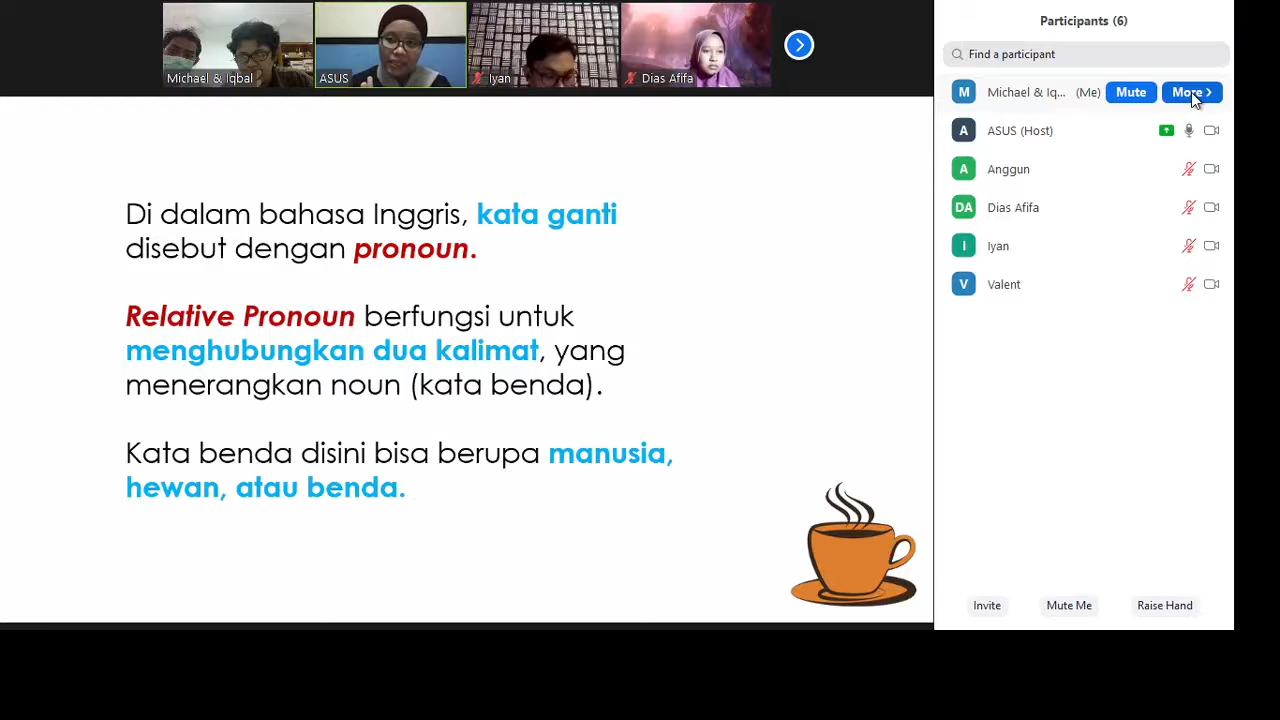 Michael & Iqbal
ASUS
Iyan
Dias Afifa
Di dalam bahasa Inggris, kata ganti
disebut dengan pronoun.
Relative Pronoun berfungsi untuk
menghubungkan dua kalimat, yang
menerangkan noun (kata benda).
Kata benda disini bisa berupa manusia,
hewan, atau benda.
Participants (6)
Find a participant
M Michael & Iq... (Me) Mute More
A ASUS (Host)
A Anggun
DA Dias Afifa
I Iyan
V Valent
Invite Mute Me Raise Hand